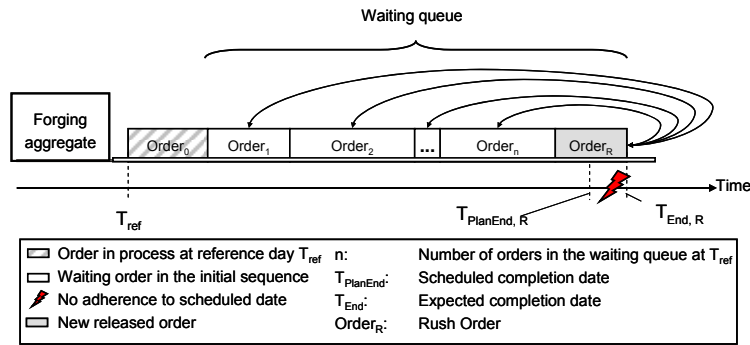 Waiting queue
Forging
aggregate
Order0 Order1 Order2 ... Ordern OrderR
Time
Tref TPlanEnd, R TEnd, R
Order in process at reference day Tref n: Number of orders in the waiting queue at Tref
Waiting order in the initial sequence TPlanEnd: Scheduled completion date
No adherence to scheduled date TEnd: Expected completion date
New released order OrderR: Rush Order